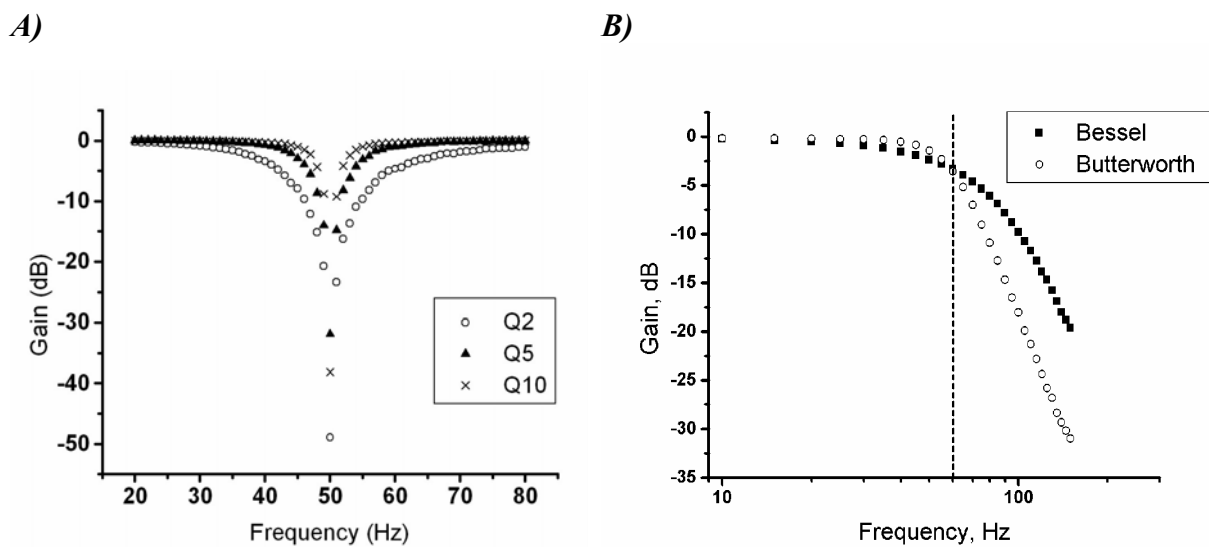 A)
Gain (dB)
0
-10
-20
-30
-40
-50
20 30 40 50 60 70 80
Frequency (Hz)
Q2
Q5
Q10
B)
Gain, dB
0
-5
-10
-15
-20
-25
-30
-35
10 100
Frequency, Hz
Bessel
Butterworth